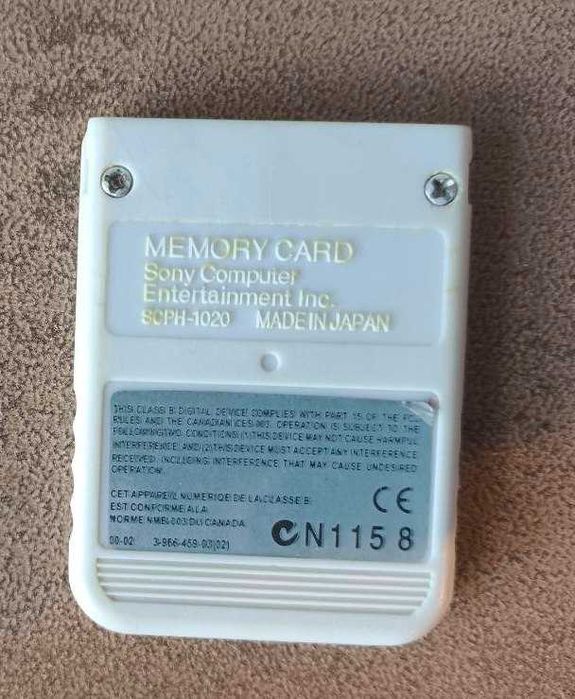 MEMORY CARD
Sony Computer
Entertainment Inc.
SCPH-1020 MADE IN JAPAN
THIS CLASS B DIGITAL DEVICE COMPLIES WITH PART 15 OF THE
RULES AND THE CANADIAN ICES-003. OPERATION IS SUBJECT TO THE
FOLLOWING TWO CONDITIONS: (1) THIS DEVICE MAY NOT CAUSE HARMFUL
INTERFERENCE, AND (2) THIS DEVICE MUST ACCEPT ANY INTERFERENCE
RECEIVED, INCLUDING INTERFERENCE THAT MAY CAUSE UNDESIRED
OPERATION.
CET APPAREIL NUMERIQUE DE LA CLASSE B
EST CONFORME A LA
NORME NMB-003 DU CANADA
CE
N1158
00-02 3-966-459-03(02)